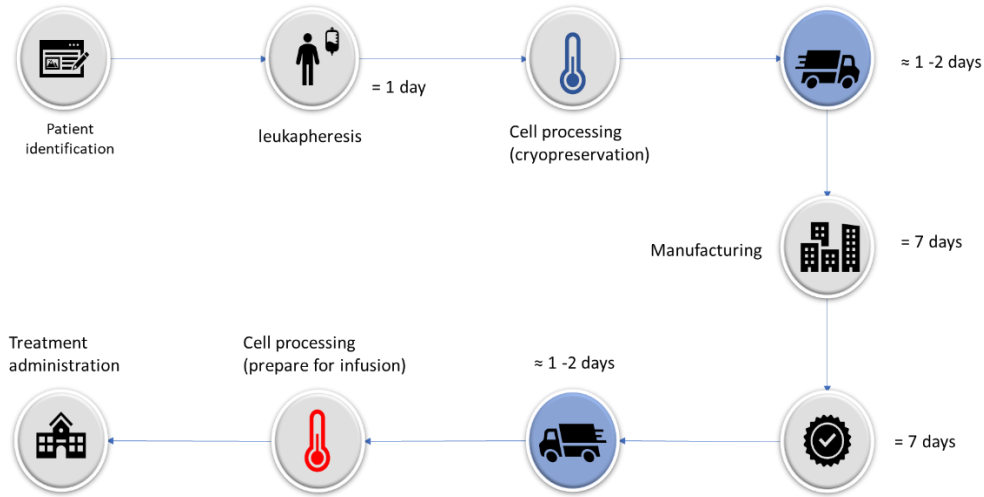 Patient
identification
leukapheresis
= 1 day
Cell processing
(cryopreservation)
≈ 1 -2 days
Manufacturing
= 7 days
Treatment
administration
Cell processing
(prepare for infusion)
≈ 1 -2 days
= 7 days